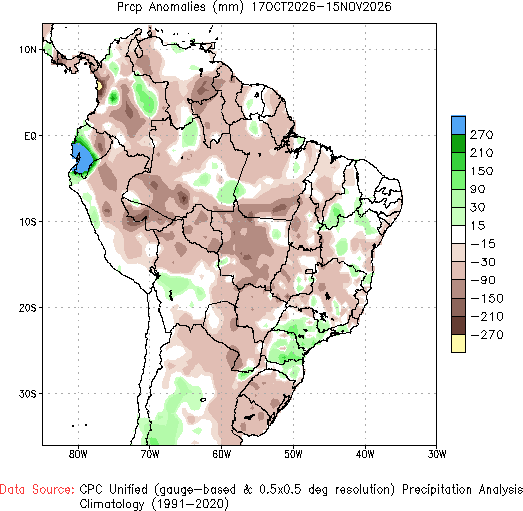 Prcp Anomalies (mm) 17OCT2026-15NOV2026
10N
EQ
10S
20S
30S
80W 70W 60W 50W 40W 30W
270
210
150
90
30
15
-15
-30
-90
-150
-210
-270
Data Source: CPC Unified (gauge-based & 0.5x0.5 deg resolution) Precipitation Analysis
Climatology (1991-2020)